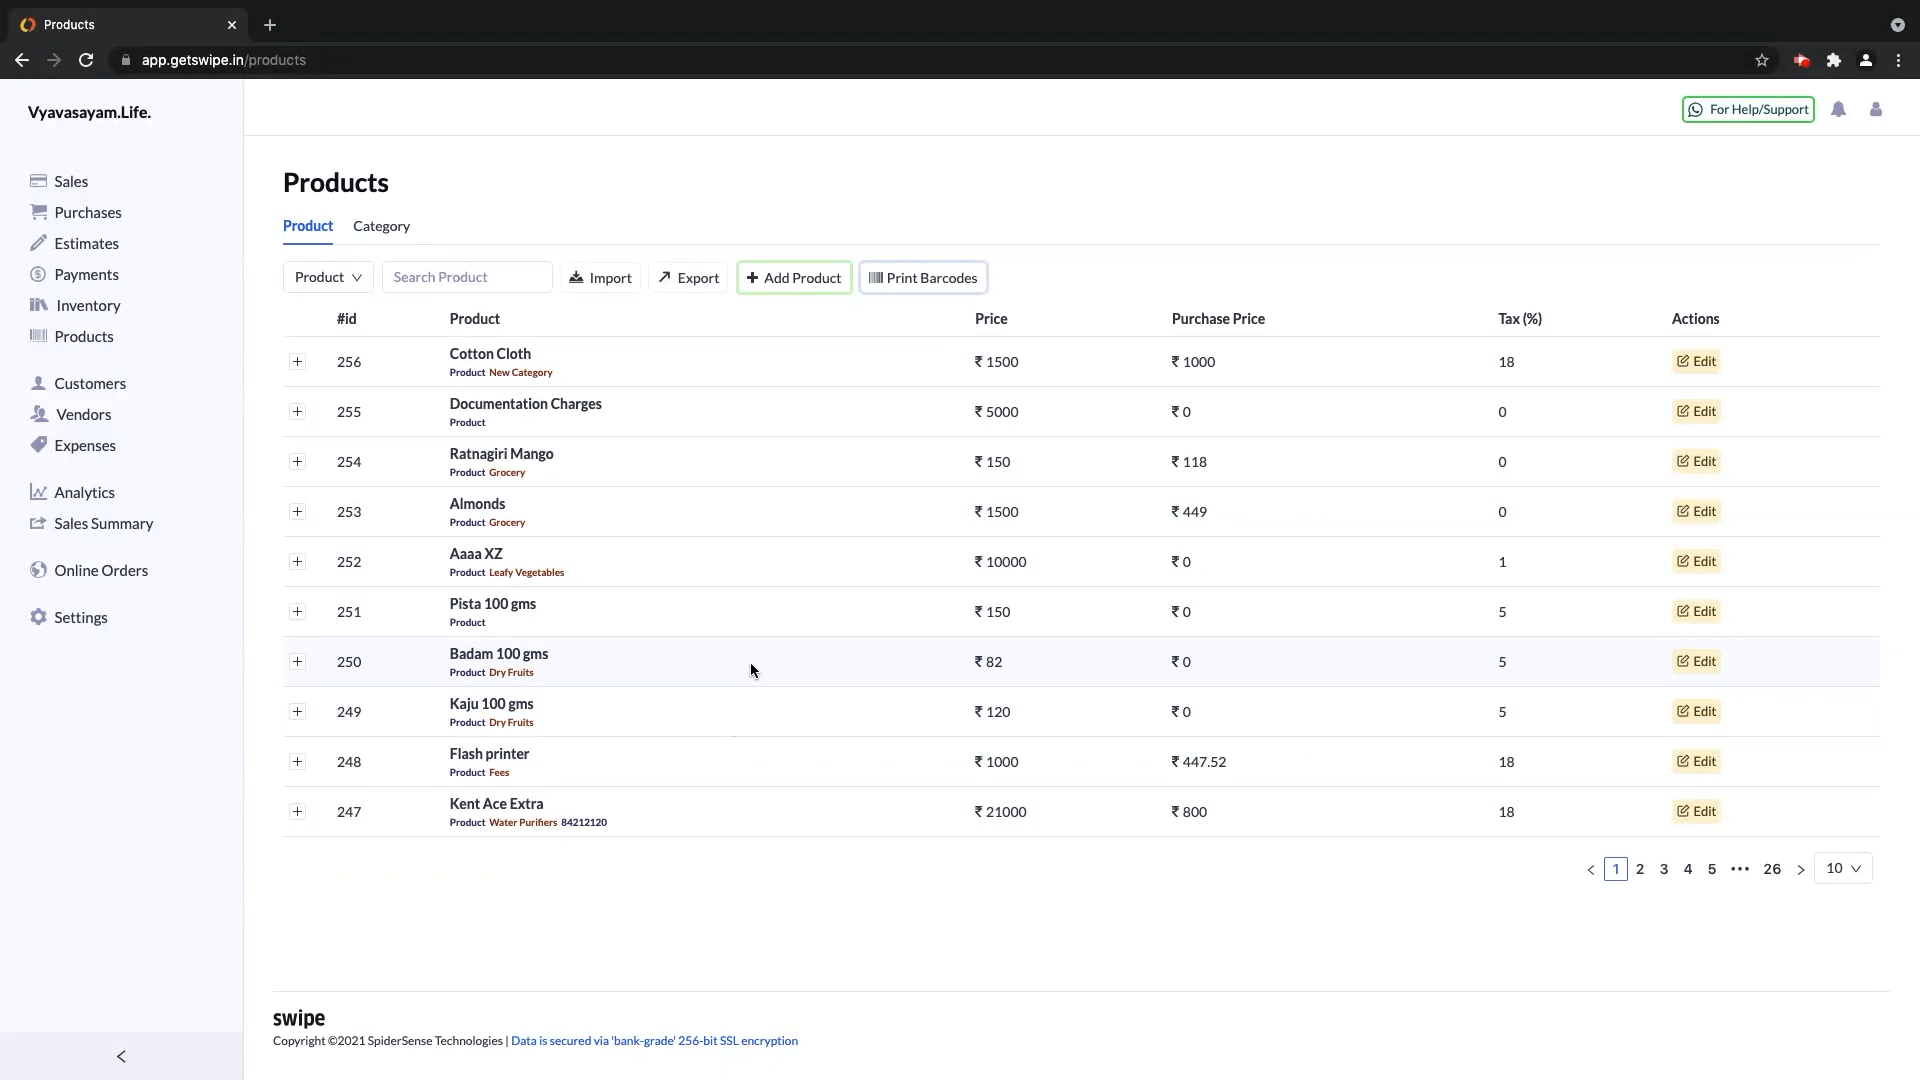 Products
app.getswipe.in/products
Vyavasayam.Life.
For Help/Support
Sales
Purchases
Estimates
Payments
Inventory
Products
Customers
Vendors
Expenses
Analytics
Sales Summary
Online Orders
Settings
Products
Product Category
Product Search Product Import Export + Add Product Print Barcodes
#id Product Price Purchase Price Tax (%) Actions
256 Cotton Cloth ₹ 1500 ₹ 1000 18 Edit
Product New Category
255 Documentation Charges ₹ 5000 ₹ 0 0 Edit
Product
254 Ratnagiri Mango ₹ 150 ₹ 118 0 Edit
Product Grocery
253 Almonds ₹ 1500 ₹ 449 0 Edit
Product Grocery
252 Aaaa XZ ₹ 10000 ₹ 0 1 Edit
Product Leafy Vegetables
251 Pista 100 gms ₹ 150 ₹ 0 5 Edit
Product
250 Badam 100 gms ₹ 82 ₹ 0 5 Edit
Product Dry Fruits
249 Kaju 100 gms ₹ 120 ₹ 0 5 Edit
Product Dry Fruits
248 Flash printer ₹ 1000 ₹ 447.52 18 Edit
Product Fees
247 Kent Ace Extra ₹ 21000 ₹ 800 18 Edit
Product Water Purifiers 84212120
< 1 2 3 4 5 ••• 26 > 10
swipe
Copyright ©2021 SpiderSense Technologies | Data is secured via 'bank-grade' 256-bit SSL encryption